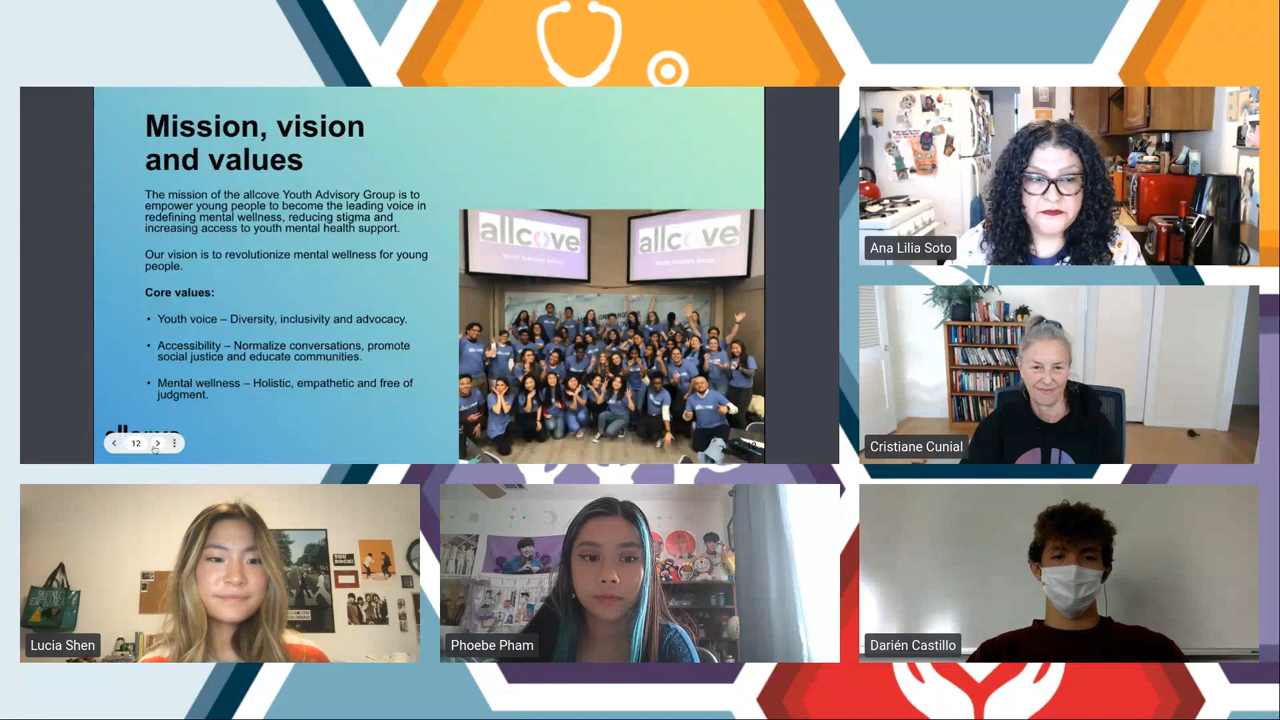 Mission, vision
and values
The mission of the allcove Youth Advisory Group is to
empower young people to become the leading voice in
redefining mental wellness, reducing stigma and
increasing access to youth mental health support.
Our vision is to revolutionize mental wellness for young
people.
Core values:
• Youth voice – Diversity, inclusivity and advocacy.
• Accessibility – Normalize conversations, promote
social justice and educate communities.
• Mental wellness – Holistic, empathetic and free of
judgment.
allcove
allcove
12
Ana Lilia Soto
Cristiane Cunial
YOU
ROCK!
BUFFALO
EXCHANGE
Lucia Shen
Phoebe Pham
Darién Castillo